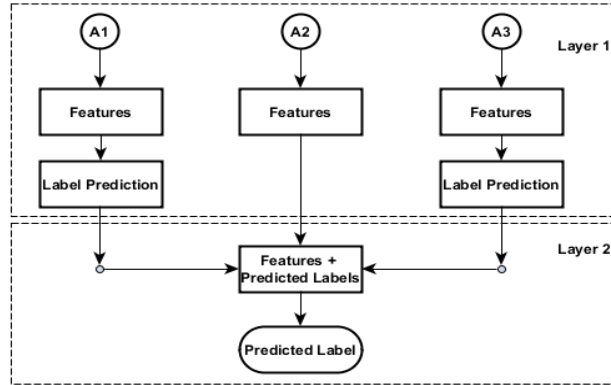 A1
A2
A3
Layer 1
Features
Features
Features
Label Prediction
Label Prediction
Layer 2
Features +
Predicted Labels
Predicted Label